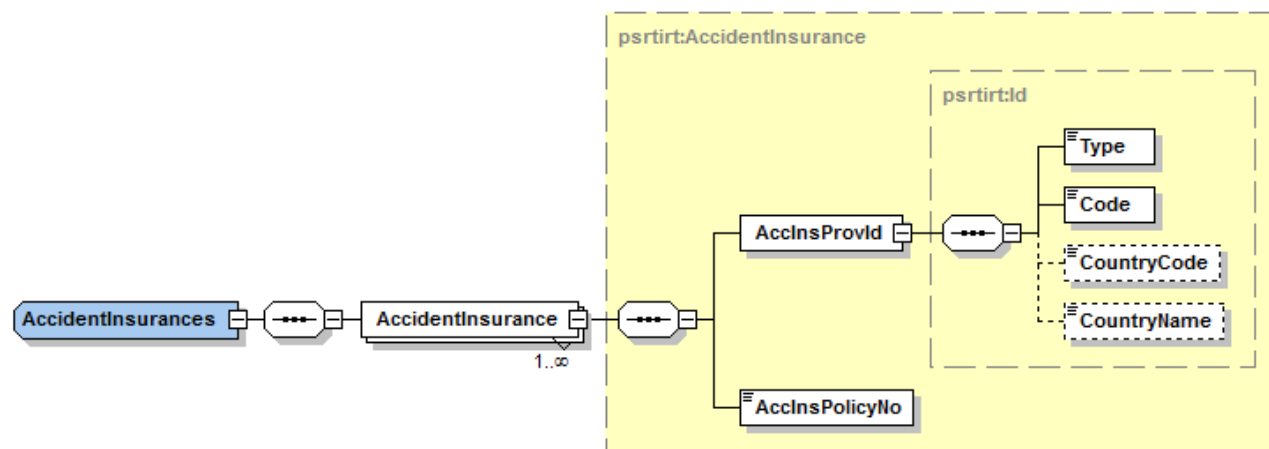 psrtirt:AccidentInsurance
psrtirt:Id
Type
Code
AccInsProvId
CountryCode
CountryName
AccidentInsurances
AccidentInsurance
1..∞
AccInsPolicyNo